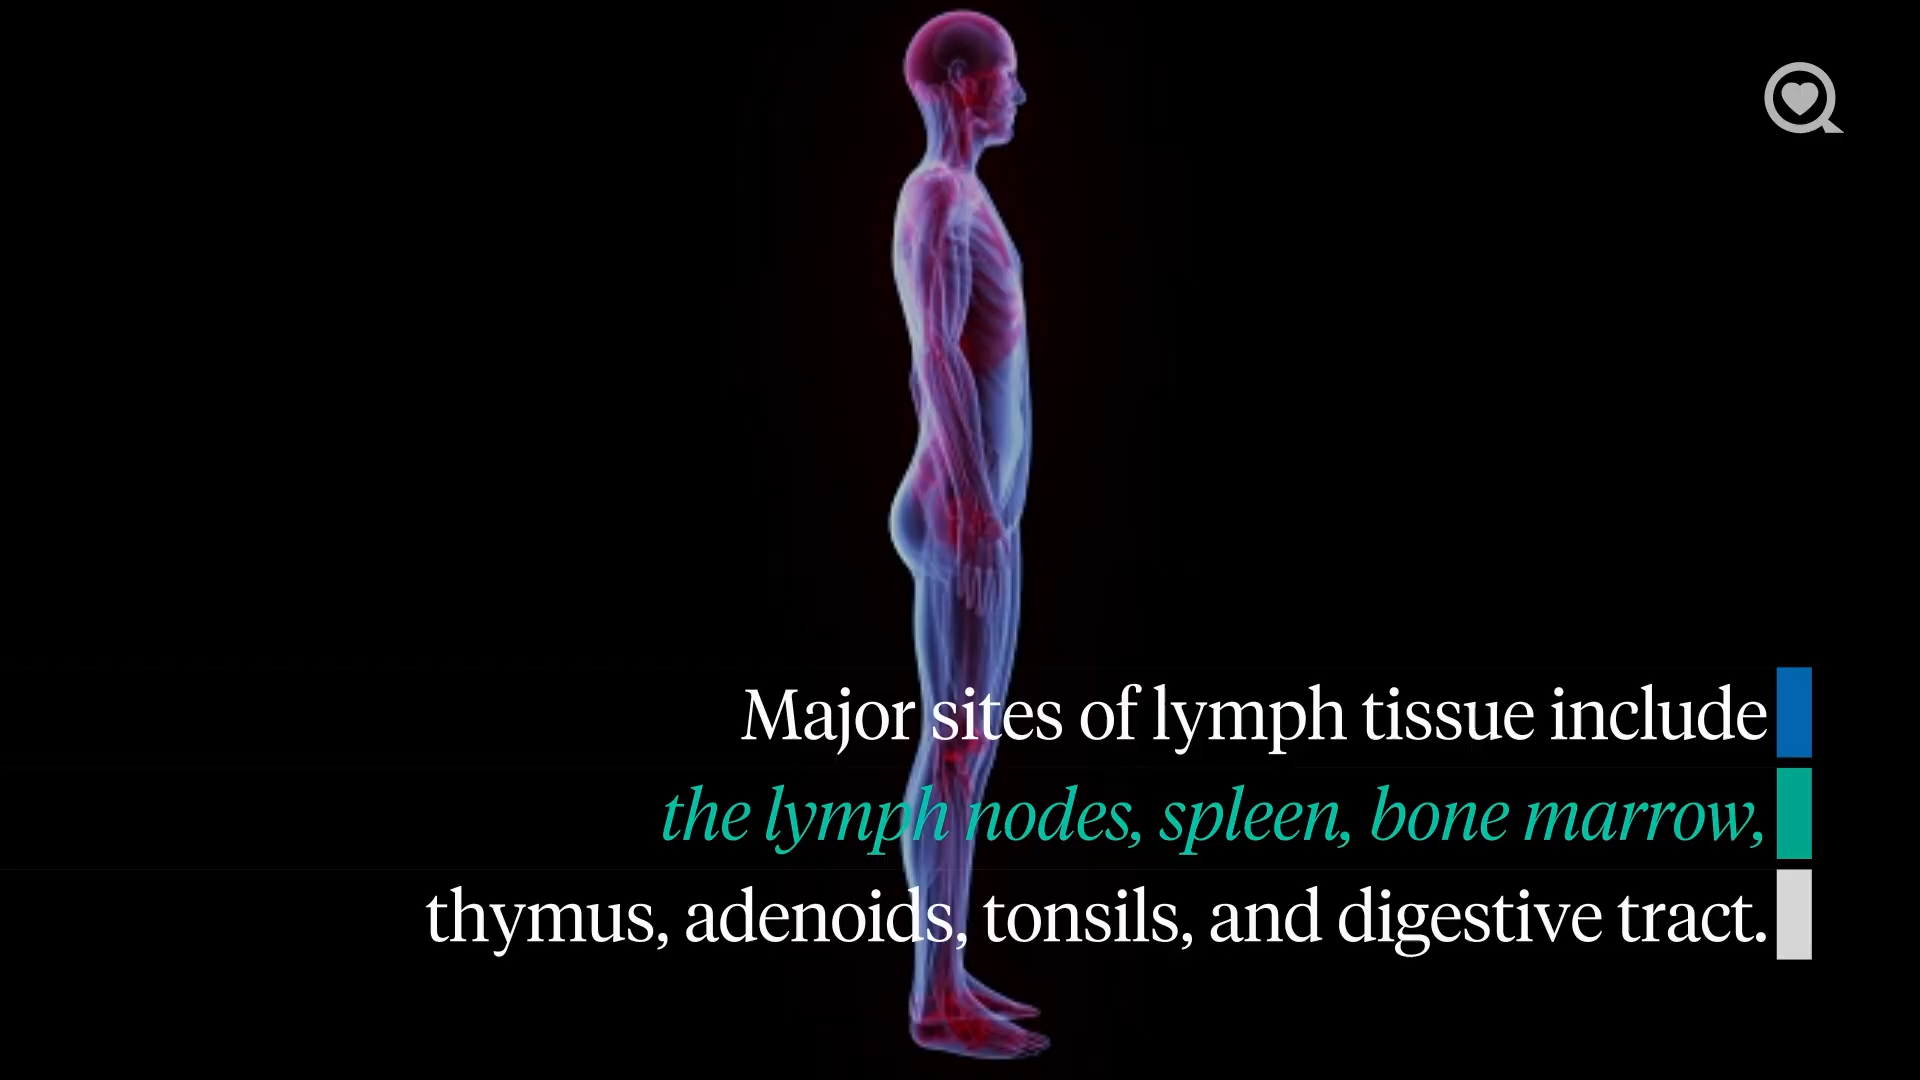 Major sites of lymph tissue include
the lymph nodes, spleen, bone marrow,
thymus, adenoids, tonsils, and digestive tract.